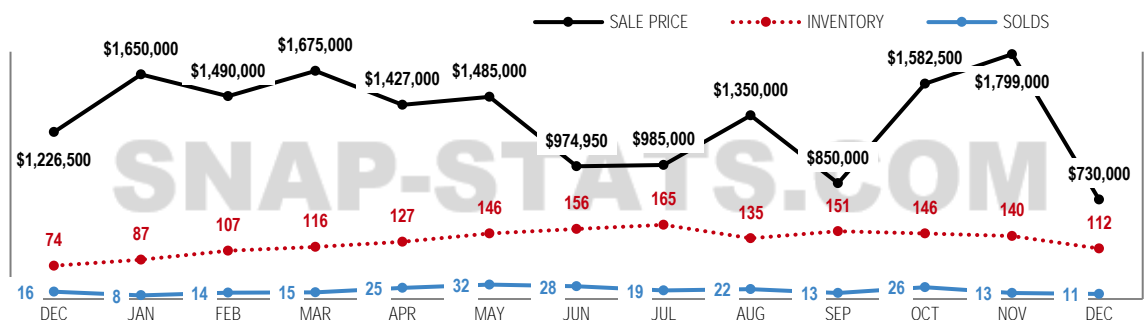 SALE PRICE INVENTORY SOLDS
$1,226,500 $1,650,000 $1,490,000 $1,675,000 $1,427,000 $1,485,000 $974,950 $985,000 $1,350,000 $850,000 $1,582,500 $1,799,000 $730,000
SNAP-STATS.COM
74 87 107 116 127 146 156 165 135 151 146 140 112
16 8 14 15 25 32 28 19 22 13 26 13 11
DEC JAN FEB MAR APR MAY JUN JUL AUG SEP OCT NOV DEC